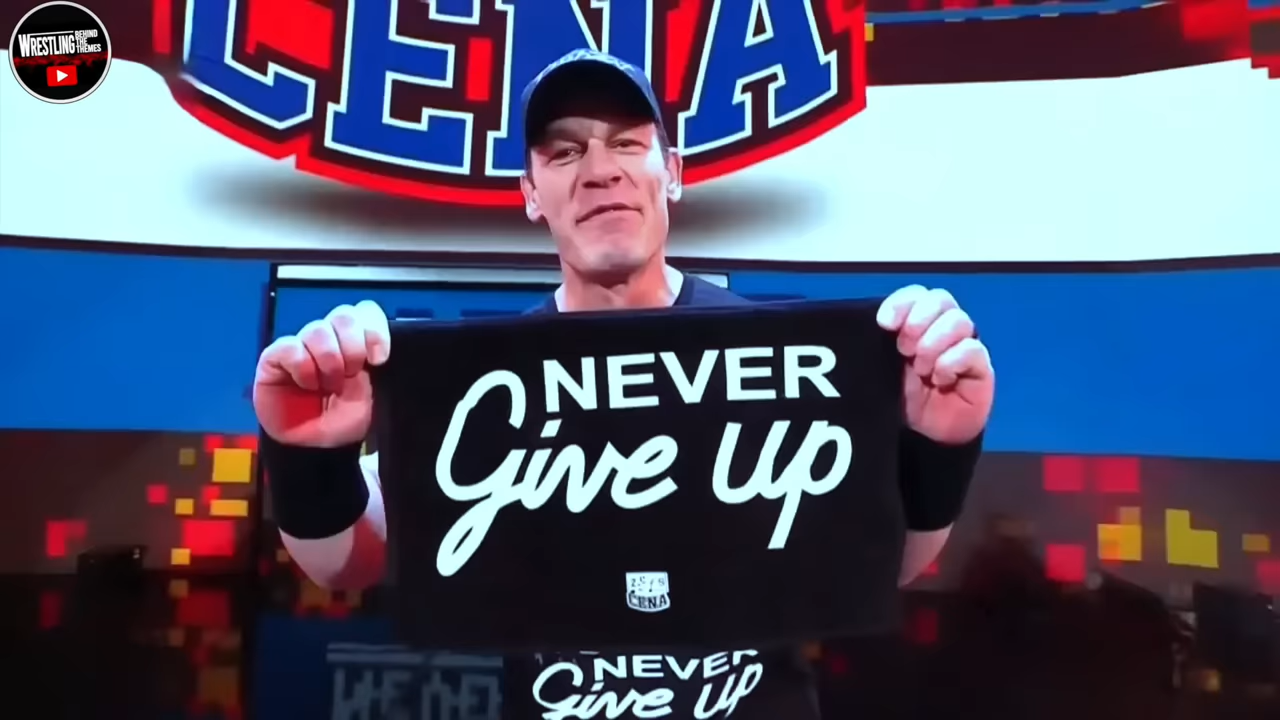 WRESTLING BEHIND THE THEMES
CENA
NEVER
Give Up
CENA
NEVER
Give Up